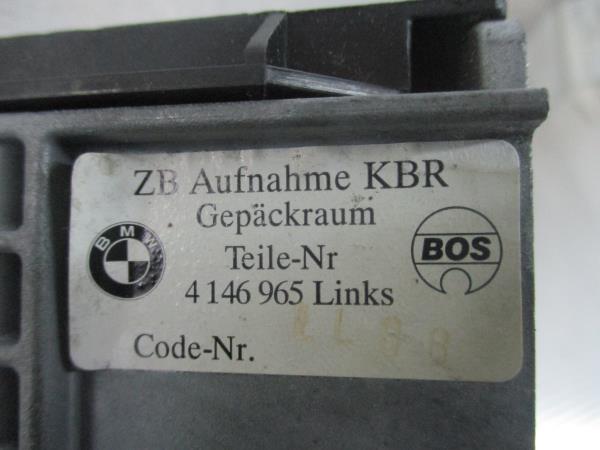 ZB Aufnahme KBR
Gepäckraum
BMW
BOS
Teile-Nr
4 146 965 Links
Code-Nr.